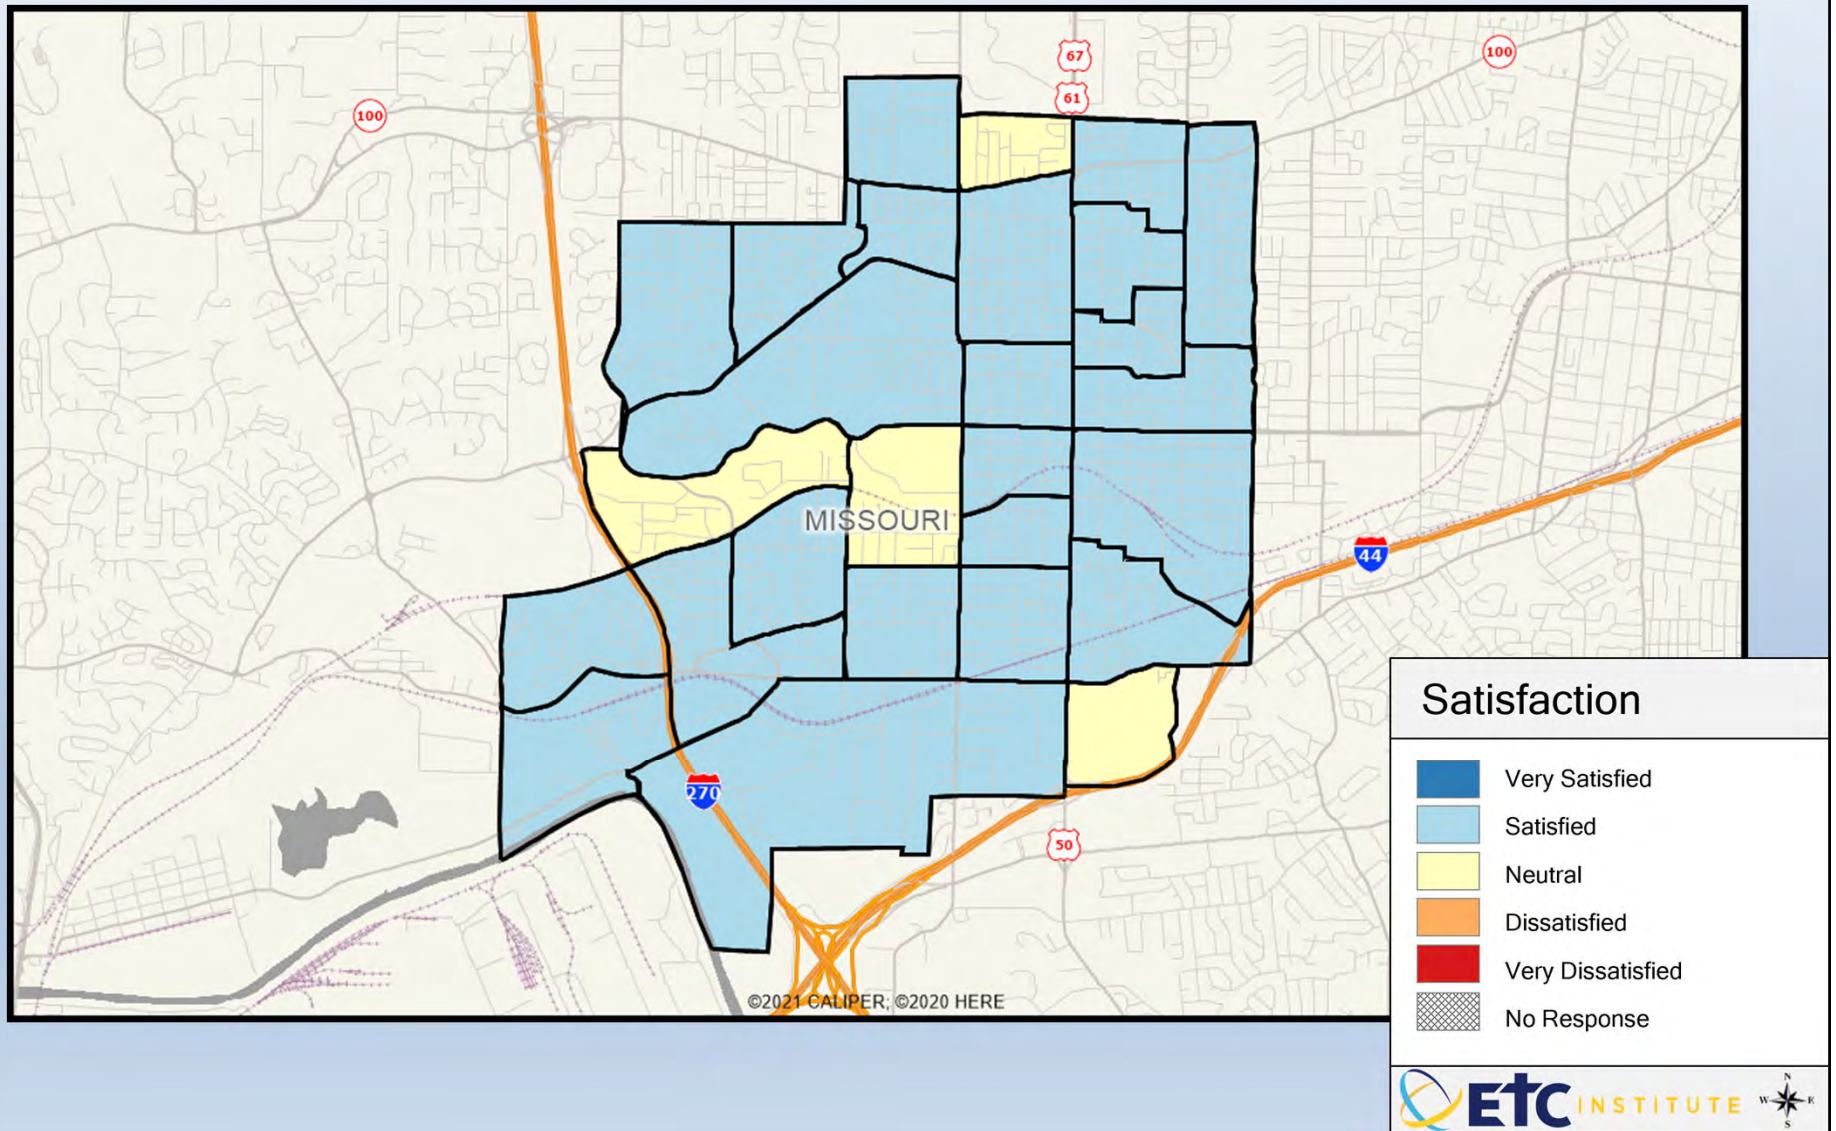 67
100
61
100
MISSOURI
44
270
50
©2021 CALIPER; ©2020 HERE
Satisfaction
Very Satisfied
Satisfied
Neutral
Dissatisfied
Very Dissatisfied
No Response
ETC INSTITUTE
N
W E
S